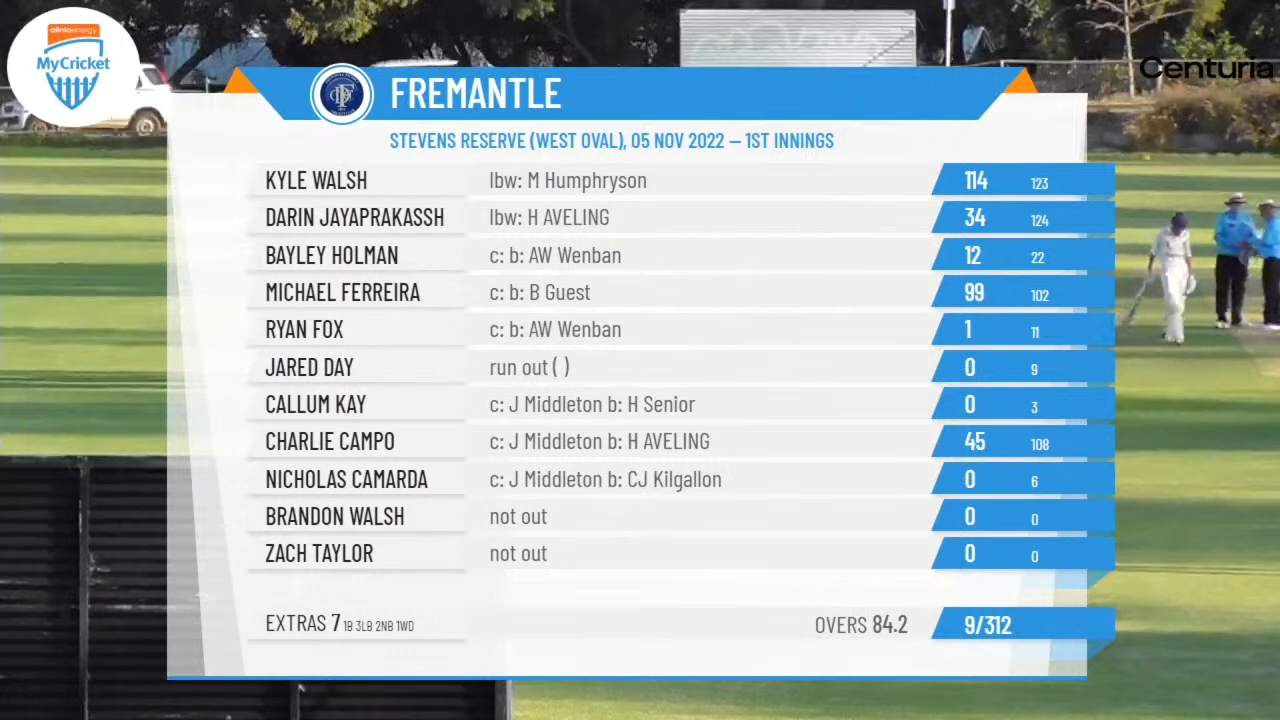 alintaenergy
MyCricket
Centuria
FREMANTLE
STEVENS RESERVE (WEST OVAL), 05 NOV 2022 – 1ST INNINGS
KYLE WALSH lbw: M Humphryson 114 123
DARIN JAYAPRAKASSH lbw: H AVELING 34 124
BAYLEY HOLMAN c: b: AW Wenban 12 22
MICHAEL FERREIRA c: b: B Guest 99 102
RYAN FOX c: b: AW Wenban 1 11
JARED DAY run out ( ) 0 9
CALLUM KAY c: J Middleton b: H Senior 0 3
CHARLIE CAMPO c: J Middleton b: H AVELING 45 108
NICHOLAS CAMARDA c: J Middleton b: CJ Kilgallon 0 6
BRANDON WALSH not out 0 0
ZACH TAYLOR not out 0 0
EXTRAS 7 1B 3LB 2NB 1WD OVERS 84.2 9/312